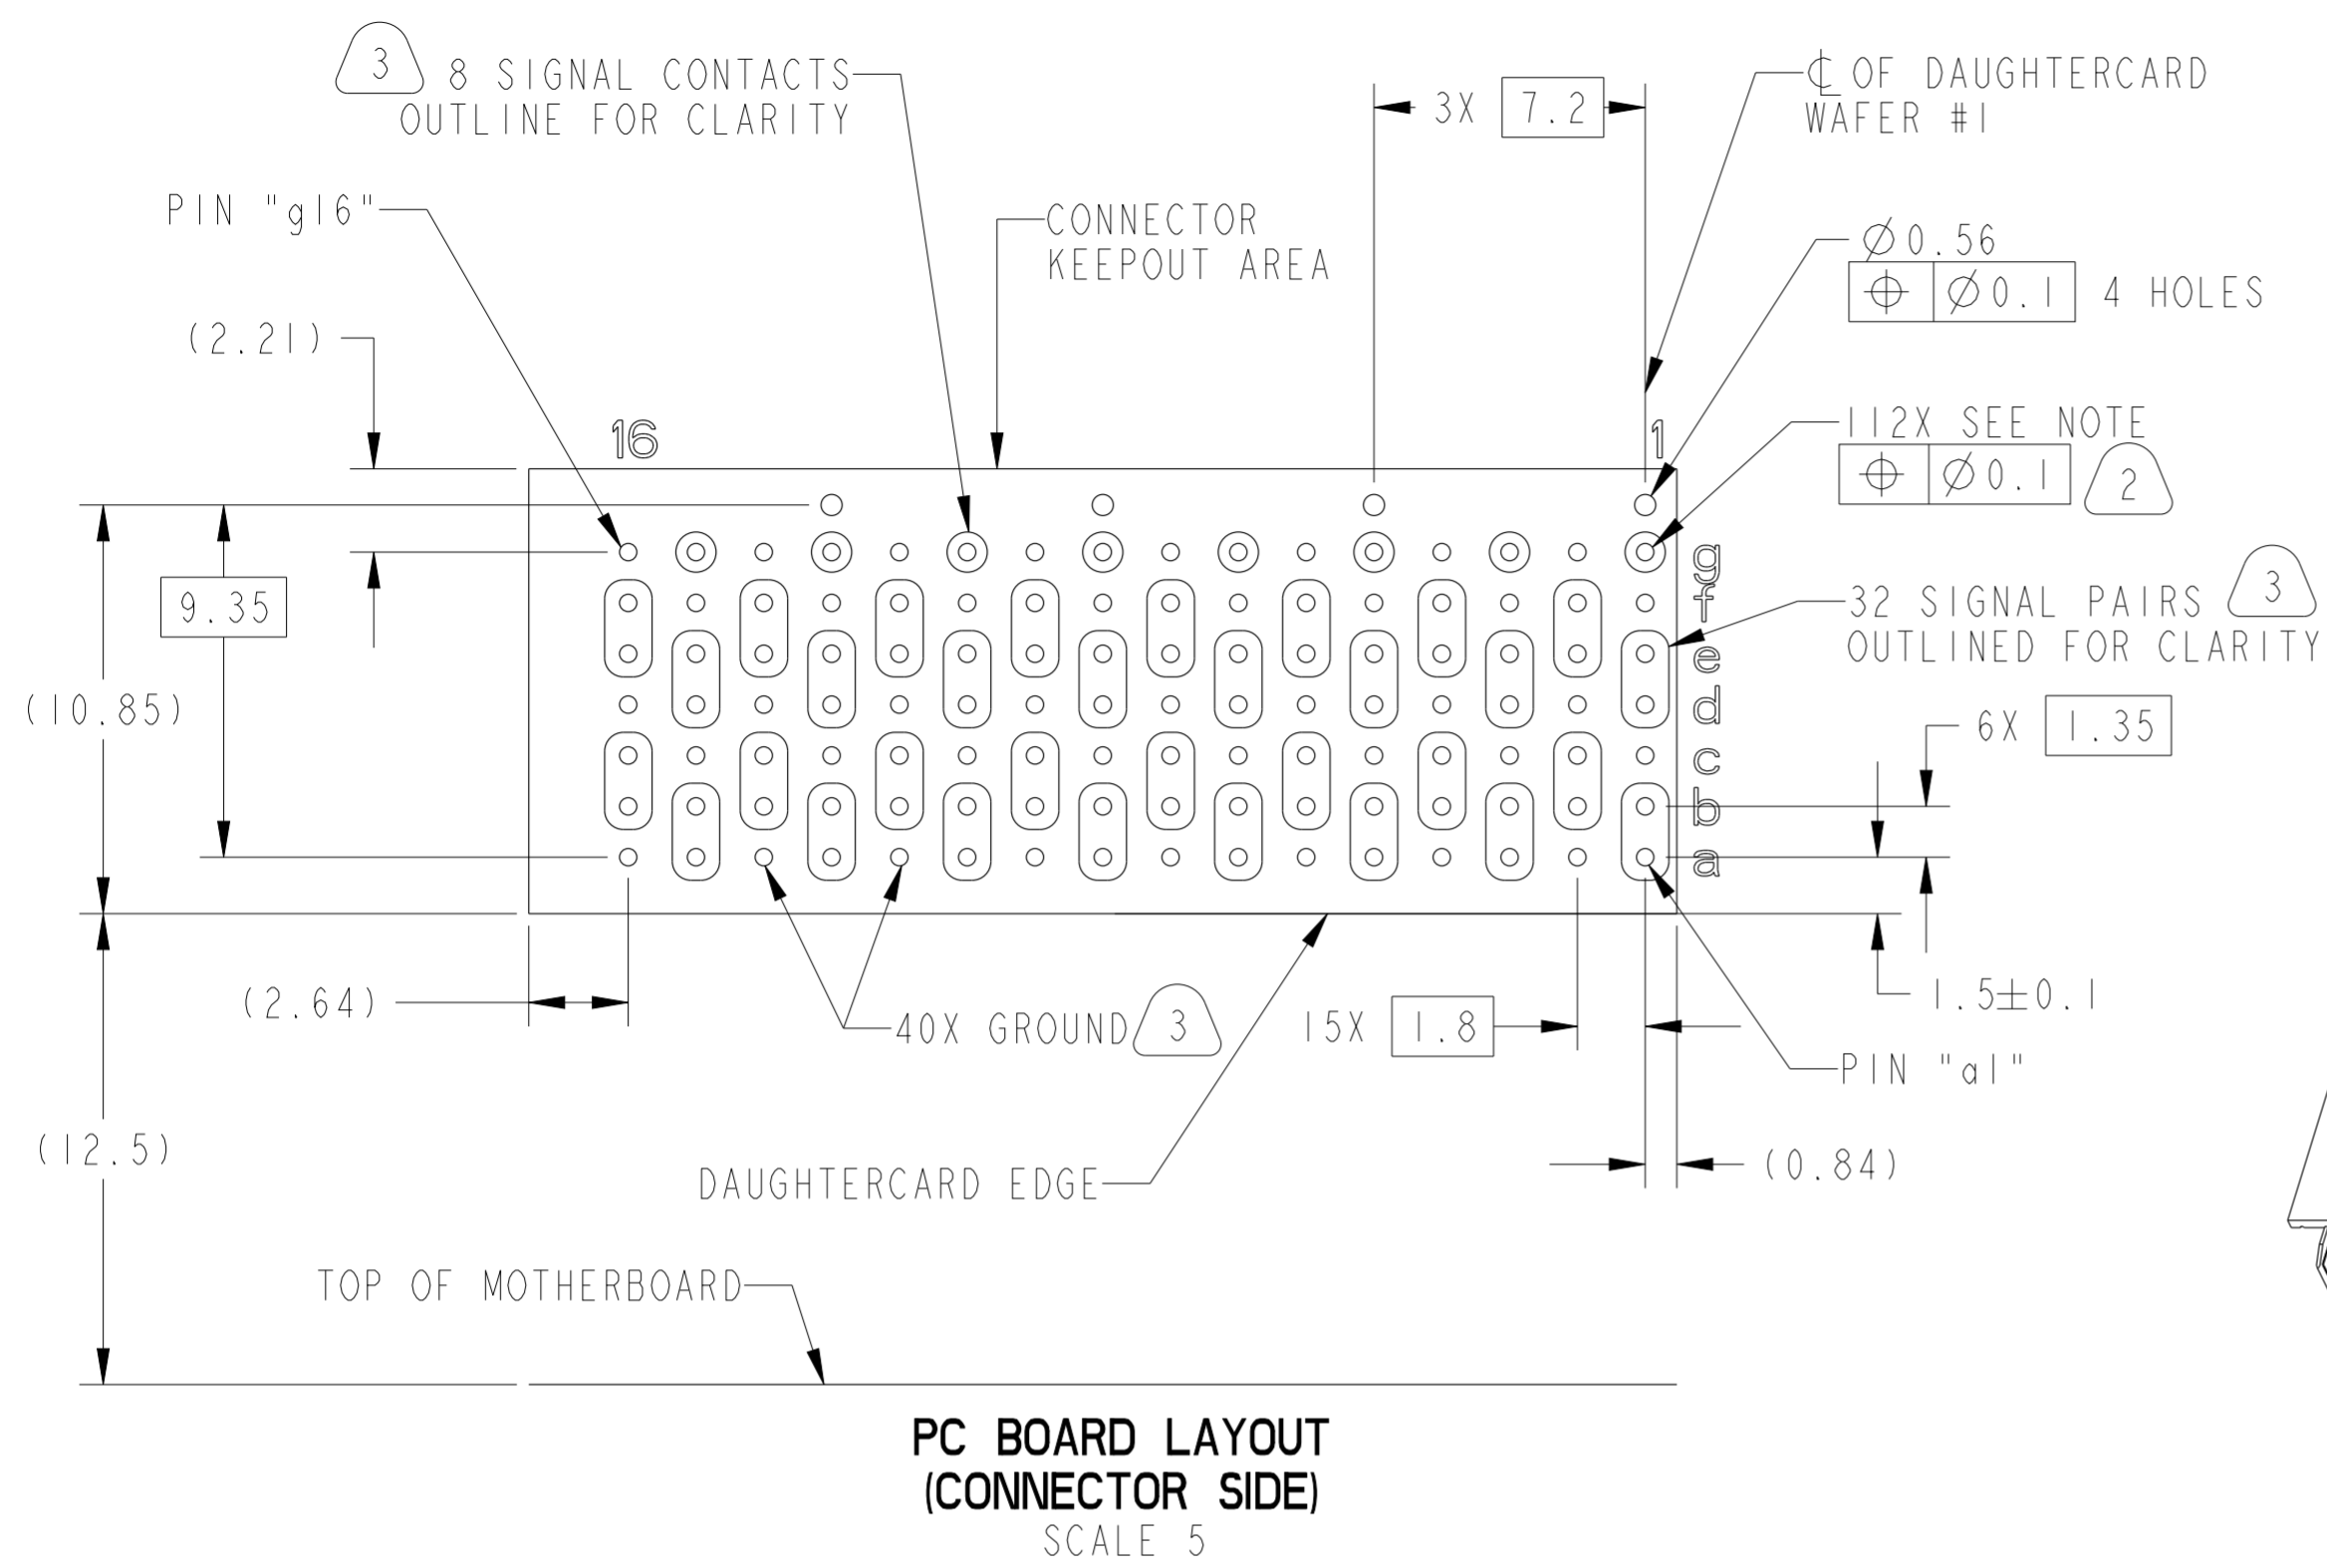 3
8 SIGNAL CONTACTS
OUTLINE FOR CLARITY
3X 7.2
℄ OF DAUGHTERCARD
WAFER #1
PIN "g16"
CONNECTOR
KEEPOUT AREA
⌀0.56
⌖ ⌀0.1 4 HOLES
(2.21)
16
1
112X SEE NOTE
⌖ ⌀0.1 2
9.35
g
f
e
d
c
b
a
32 SIGNAL PAIRS 3
OUTLINED FOR CLARITY
(10.85)
6X 1.35
(2.64)
40X GROUND 3
15X 1.8
1.5±0.1
PIN "a1"
(12.5)
DAUGHTERCARD EDGE
(0.84)
TOP OF MOTHERBOARD
PC BOARD LAYOUT
(CONNECTOR SIDE)
SCALE 5